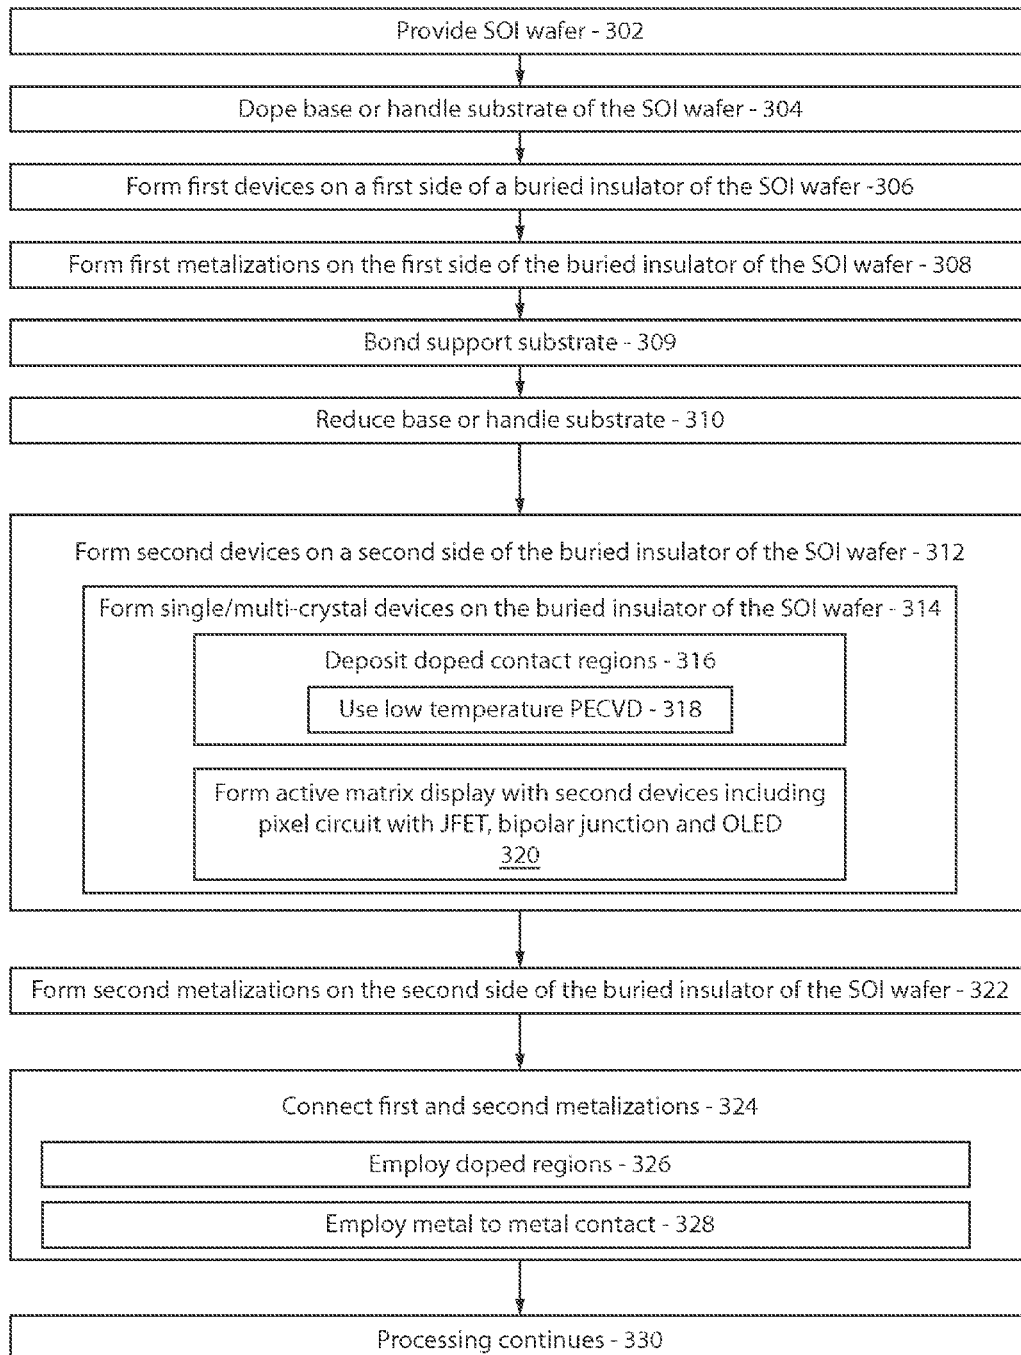 Provide SOI wafer - 302
Dope base or handle substrate of the SOI wafer - 304
Form first devices on a first side of a buried insulator of the SOI wafer -306
Form first metalizations on the first side of the buried insulator of the SOI wafer - 308
Bond support substrate - 309
Reduce base or handle substrate - 310
Form second devices on a second side of the buried insulator of the SOI wafer - 312
Form single/multi-crystal devices on the buried insulator of the SOI wafer - 314
Deposit doped contact regions - 316
Use low temperature PECVD - 318
Form active matrix display with second devices including
pixel circuit with JFET, bipolar junction and OLED
320
Form second metalizations on the second side of the buried insulator of the SOI wafer - 322
Connect first and second metalizations - 324
Employ doped regions - 326
Employ metal to metal contact - 328
Processing continues - 330